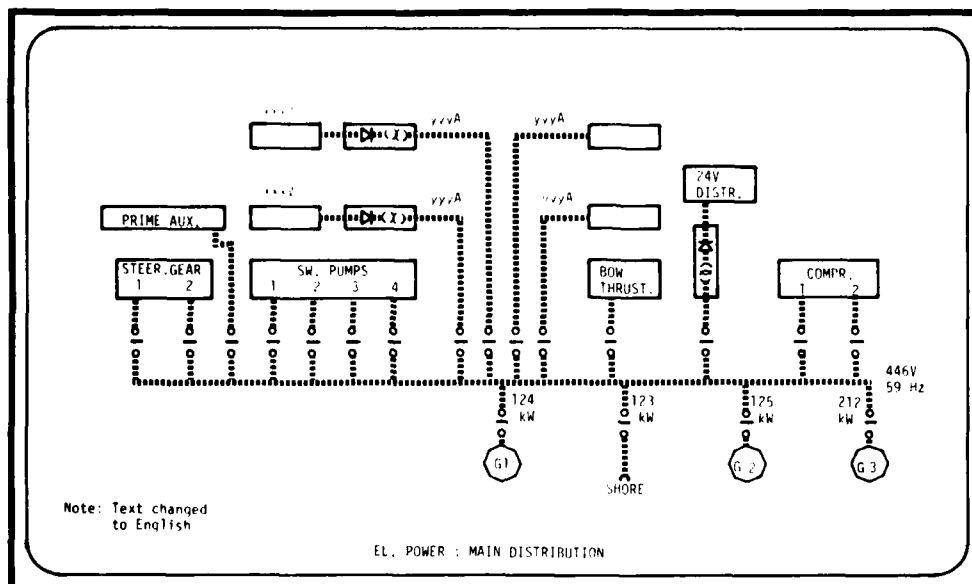 yyyA
yyyA
yyyA
yyyA
24V
DISTR.
PRIME AUX.
STEER.GEAR
1 2
SW. PUMPS
1 2 3 4
BOW
THRUST.
COMPR.
1 2
446V
59 Hz
124
kW
123
kW
125
kW
212
kW
G1
G2
G3
SHORE
Note: Text changed
to English
EL. POWER : MAIN DISTRIBUTION